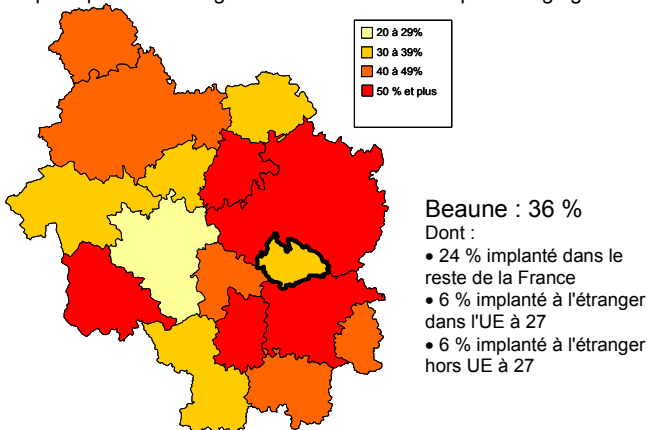 20 à 29%
30 à 39%
40 à 49%
50 % et plus
Beaune : 36 %
Dont :
• 24 % implanté dans le
reste de la France
• 6 % implanté à l'étranger
dans l'UE à 27
• 6 % implanté à l'étranger
hors UE à 27